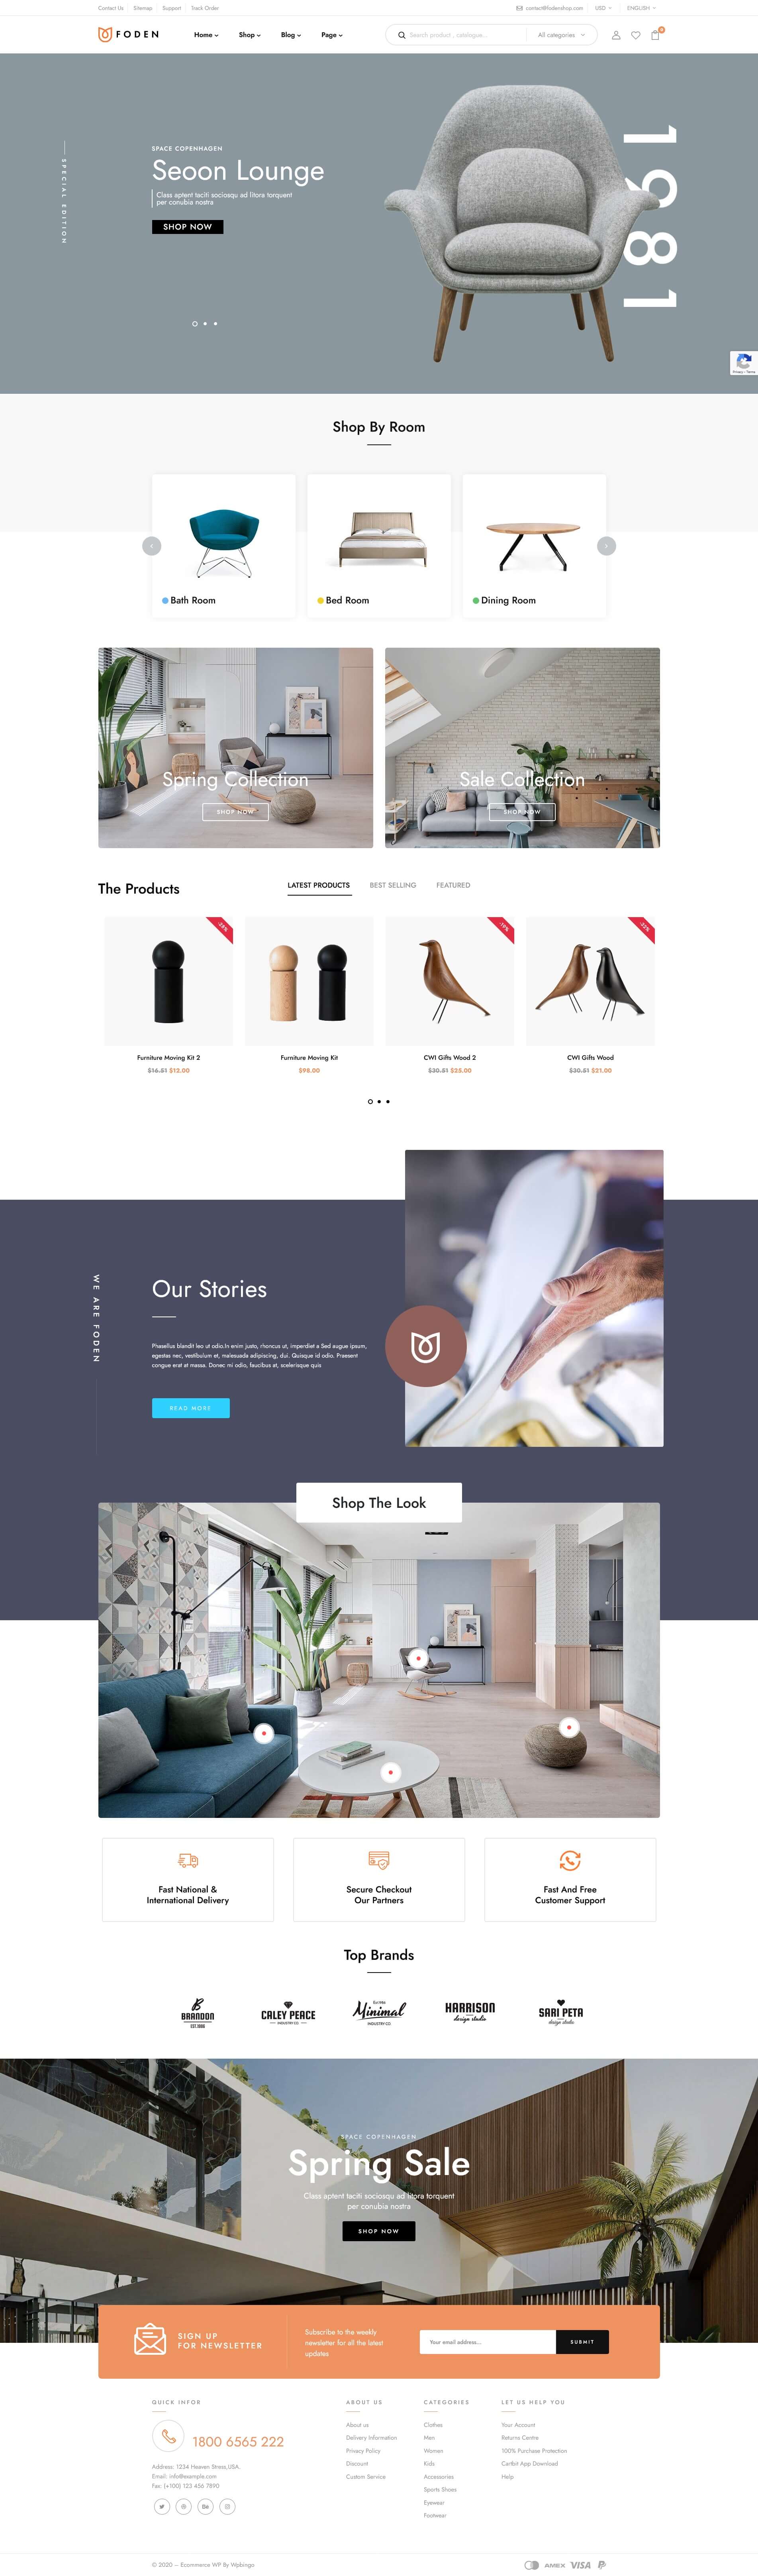 Contact Us Sitemap Support Track Order contact@fodenshop.com USD ENGLISH
FODEN Home Shop Blog Page Search product , catalogue... All categories
SPECIAL EDITION
SPACE COPENHAGEN
Seoon Lounge
Class aptent taciti sociosqu ad litora torquent
per conubia nostra
SHOP NOW
1981
Privacy - Terms
Shop By Room
Bath Room Bed Room Dining Room
Spring Collection
SHOP NOW
Sale Collection
SHOP NOW
The Products LATEST PRODUCTS BEST SELLING FEATURED
Furniture Moving Kit 2 Furniture Moving Kit CWI Gifts Wood 2 CWI Gifts Wood
$16.51 $12.00 $98.00 $30.51 $25.00 $30.51 $21.00
WE ARE FODEN
Our Stories
Phasellus blandit leo ut odio.In enim justo, rhoncus ut, imperdiet a Sed augue ipsum,
egestas nec, vestibulum et, malesuada adipiscing, dui. Quisque id odio. Praesent
congue erat at massa. Donec mi odio, faucibus at, scelerisque quis
READ MORE
Shop The Look
Fast National &
International Delivery
Secure Checkout
Our Partners
Fast And Free
Customer Support
Top Brands
BRANDON
EST.1986
CALEY PEACE
INDUSTRY CO
Minimal
INDUSTRY CO
HARRISON
design studio
SARI PETA
design studio
SPACE COPENHAGEN
Spring Sale
Class aptent taciti sociosqu ad litora torquent
per conubia nostra
SHOP NOW
SIGN UP
FOR NEWSLETTER
Subscribe to the weekly
newsletter for all the latest
updates
Your email address...
SUBMIT
QUICK INFOR
1800 6565 222
Address: 1234 Heaven Stress,USA.
Email: info@example.com
Fax: (+100) 123 456 7890
Bē
ABOUT US
About us
Delivery Information
Privacy Policy
Discount
Custom Service
CATEGORIES
Clothes
Men
Women
Kids
Accessories
Sports Shoes
Eyewear
Footwear
LET US HELP YOU
Your Account
Returns Centre
100% Purchase Protection
Cartbit App Download
Help
© 2020 – Ecommerce WP By Wpbingo
AMEX VISA